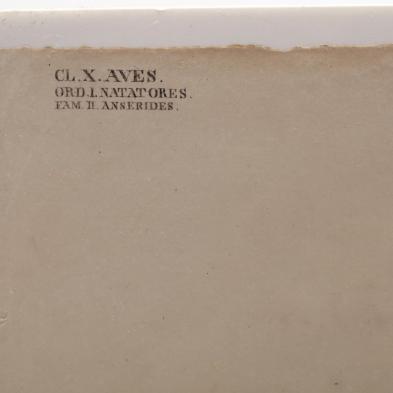 CL.X.AVES.
ORD.I.NATATORES.
FAM.II.ANSERIDES.